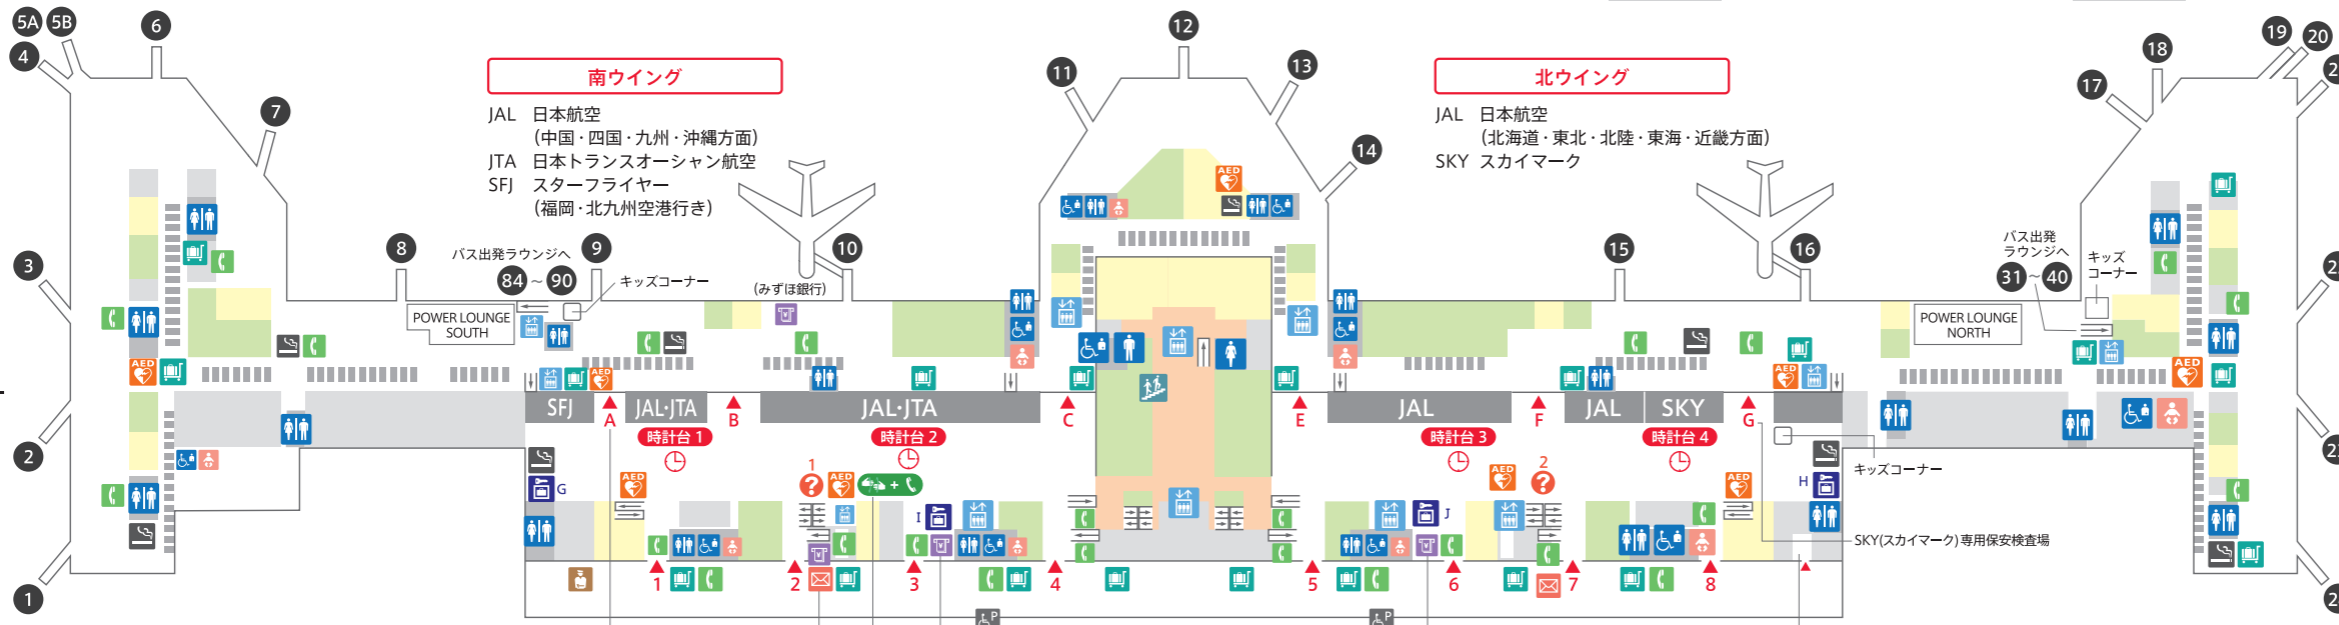 5A
5B
6
4
7
3
8
9
10
2
1
南ウイング
JAL 日本航空
(中国・四国・九州・沖縄方面)
JTA 日本トランスオーシャン航空
SFJ スターフライヤー
(福岡・北九州空港行き)
バス出発ラウンジへ
84 ～ 90
キッズコーナー
(みずほ銀行)
POWER LOUNGE
SOUTH
12
11
13
14
北ウイング
JAL 日本航空
(北海道・東北・北陸・東海・近畿方面)
SKY スカイマーク
15
16
17
18
19
20
バス出発
ラウンジへ
31 ～ 40
キッズ
コーナー
POWER LOUNGE
NORTH
AED
AED
AED
AED
AED
SFJ
A
JAL・JTA
B
JAL・JTA
C
E
JAL
F
JAL
SKY
G
時計台 1
時計台 2
時計台 3
時計台 4
キッズコーナー
G
AED
1
?
AED
+
I
J
AED
2
?
AED
H
SKY(スカイマーク)専用保安検査場
1
2
3
4
5
6
7
8
P
P